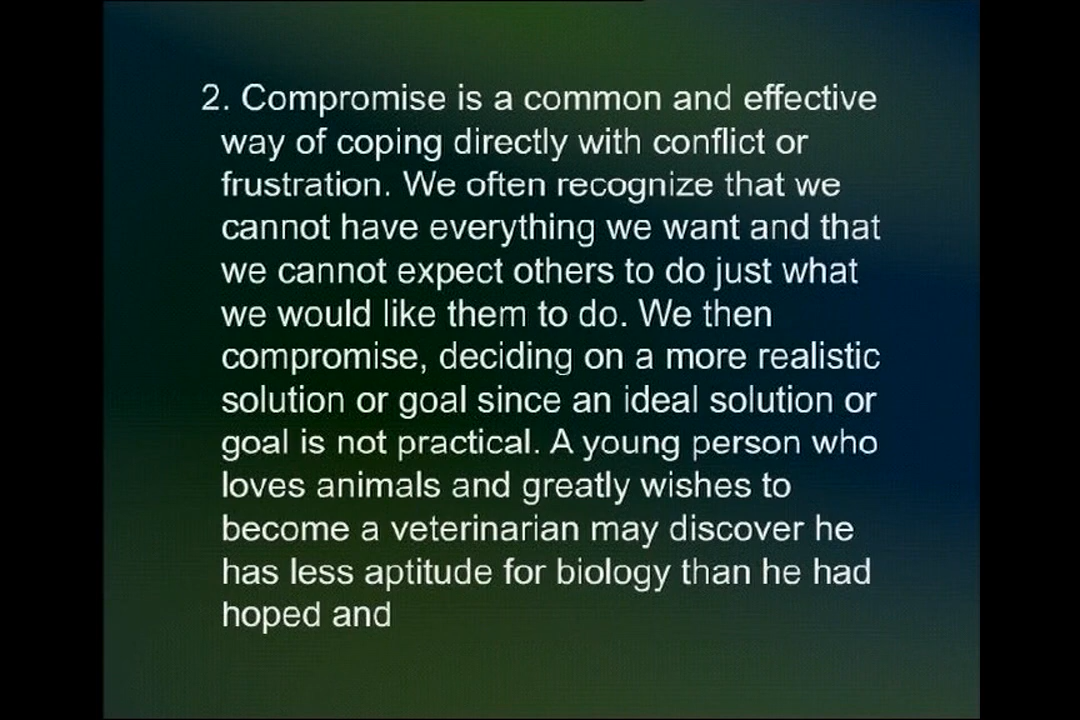 2. Compromise is a common and effective
way of coping directly with conflict or
frustration. We often recognize that we
cannot have everything we want and that
we cannot expect others to do just what
we would like them to do. We then
compromise, deciding on a more realistic
solution or goal since an ideal solution or
goal is not practical. A young person who
loves animals and greatly wishes to
become a veterinarian may discover he
has less aptitude for biology than he had
hoped and